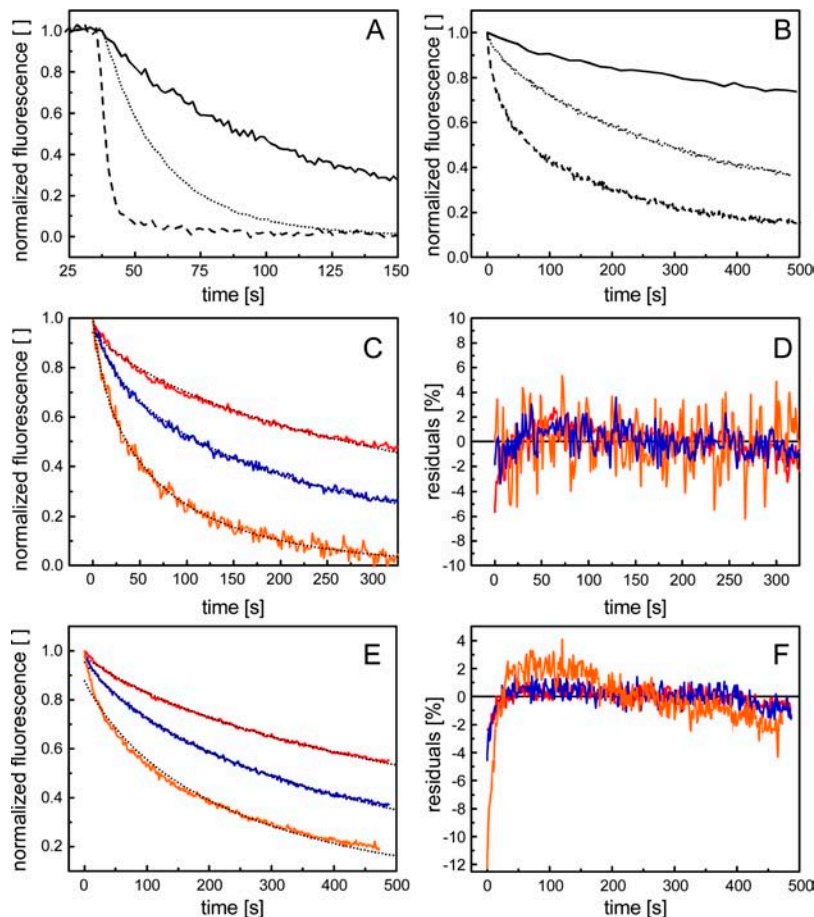 A
normalized fluorescence [ ]
1.0
0.8
0.6
0.4
0.2
0.0
25 50 75 100 125 150
time [s]
B
normalized fluorescence [ ]
1.0
0.8
0.6
0.4
0.2
0.0
0 100 200 300 400 500
time [s]
C
normalized fluorescence [ ]
1.0
0.8
0.6
0.4
0.2
0.0
0 50 100 150 200 250 300
time [s]
D
residuals [%]
10
8
6
4
2
0
-2
-4
-6
-8
-10
0 50 100 150 200 250 300
time [s]
E
normalized fluorescence [ ]
1.0
0.8
0.6
0.4
0.2
0 100 200 300 400 500
time [s]
F
residuals [%]
4
2
0
-2
-4
-6
-8
-10
-12
0 100 200 300 400 500
time [s]